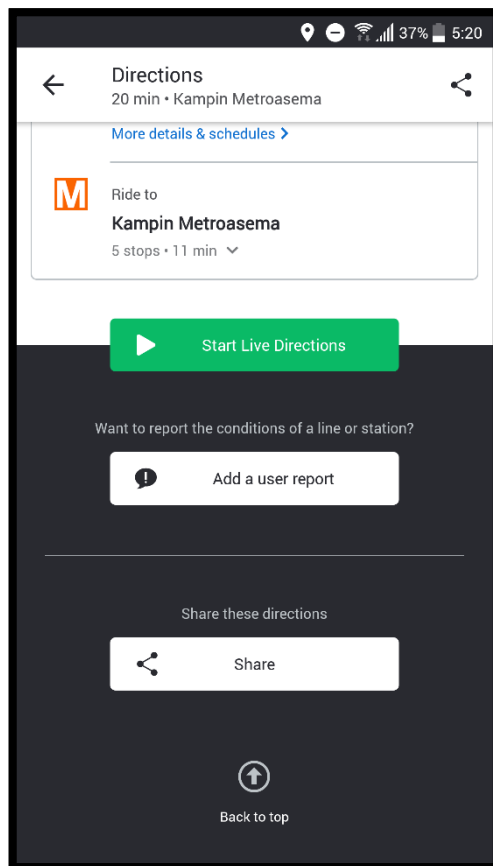 37% 5:20
Directions
20 min • Kampin Metroasema
More details & schedules >
M
Ride to
Kampin Metroasema
5 stops • 11 min
Start Live Directions
Want to report the conditions of a line or station?
Add a user report
Share these directions
Share
Back to top